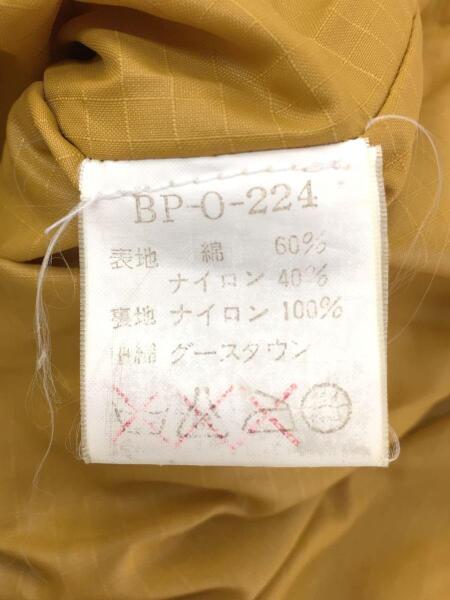 BP-O-224
表地 綿 60%
ナイロン 40%
裏地 ナイロン 100%
中綿 グースダウン